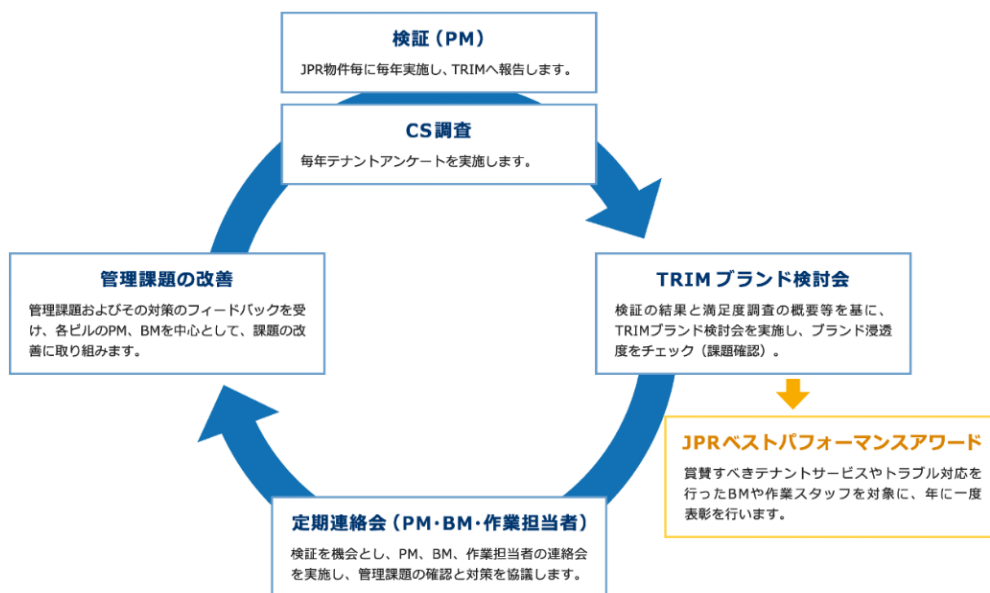 検証（PM）
JPR物件毎に毎年実施し、TRIMへ報告します。
CS調査
毎年テナントアンケートを実施します。
TRIM ブランド検討会
検証の結果と満足度調査の概要等を基に、
TRIMブランド検討会を実施し、ブランド浸透
度をチェック（課題確認）。
JPRベストパフォーマンスアワード
賞賛すべきテナントサービスやトラブル対応を
行ったBMや作業スタッフを対象に、年に一度
表彰を行います。
定期連絡会（PM・BM・作業担当者）
検証を機会とし、PM、BM、作業担当者の連絡会
を実施し、管理課題の確認と対策を協議します。
管理課題の改善
管理課題およびその対策のフィードバックを受
け、各ビルのPM、BMを中心として、課題の改
善に取り組みます。